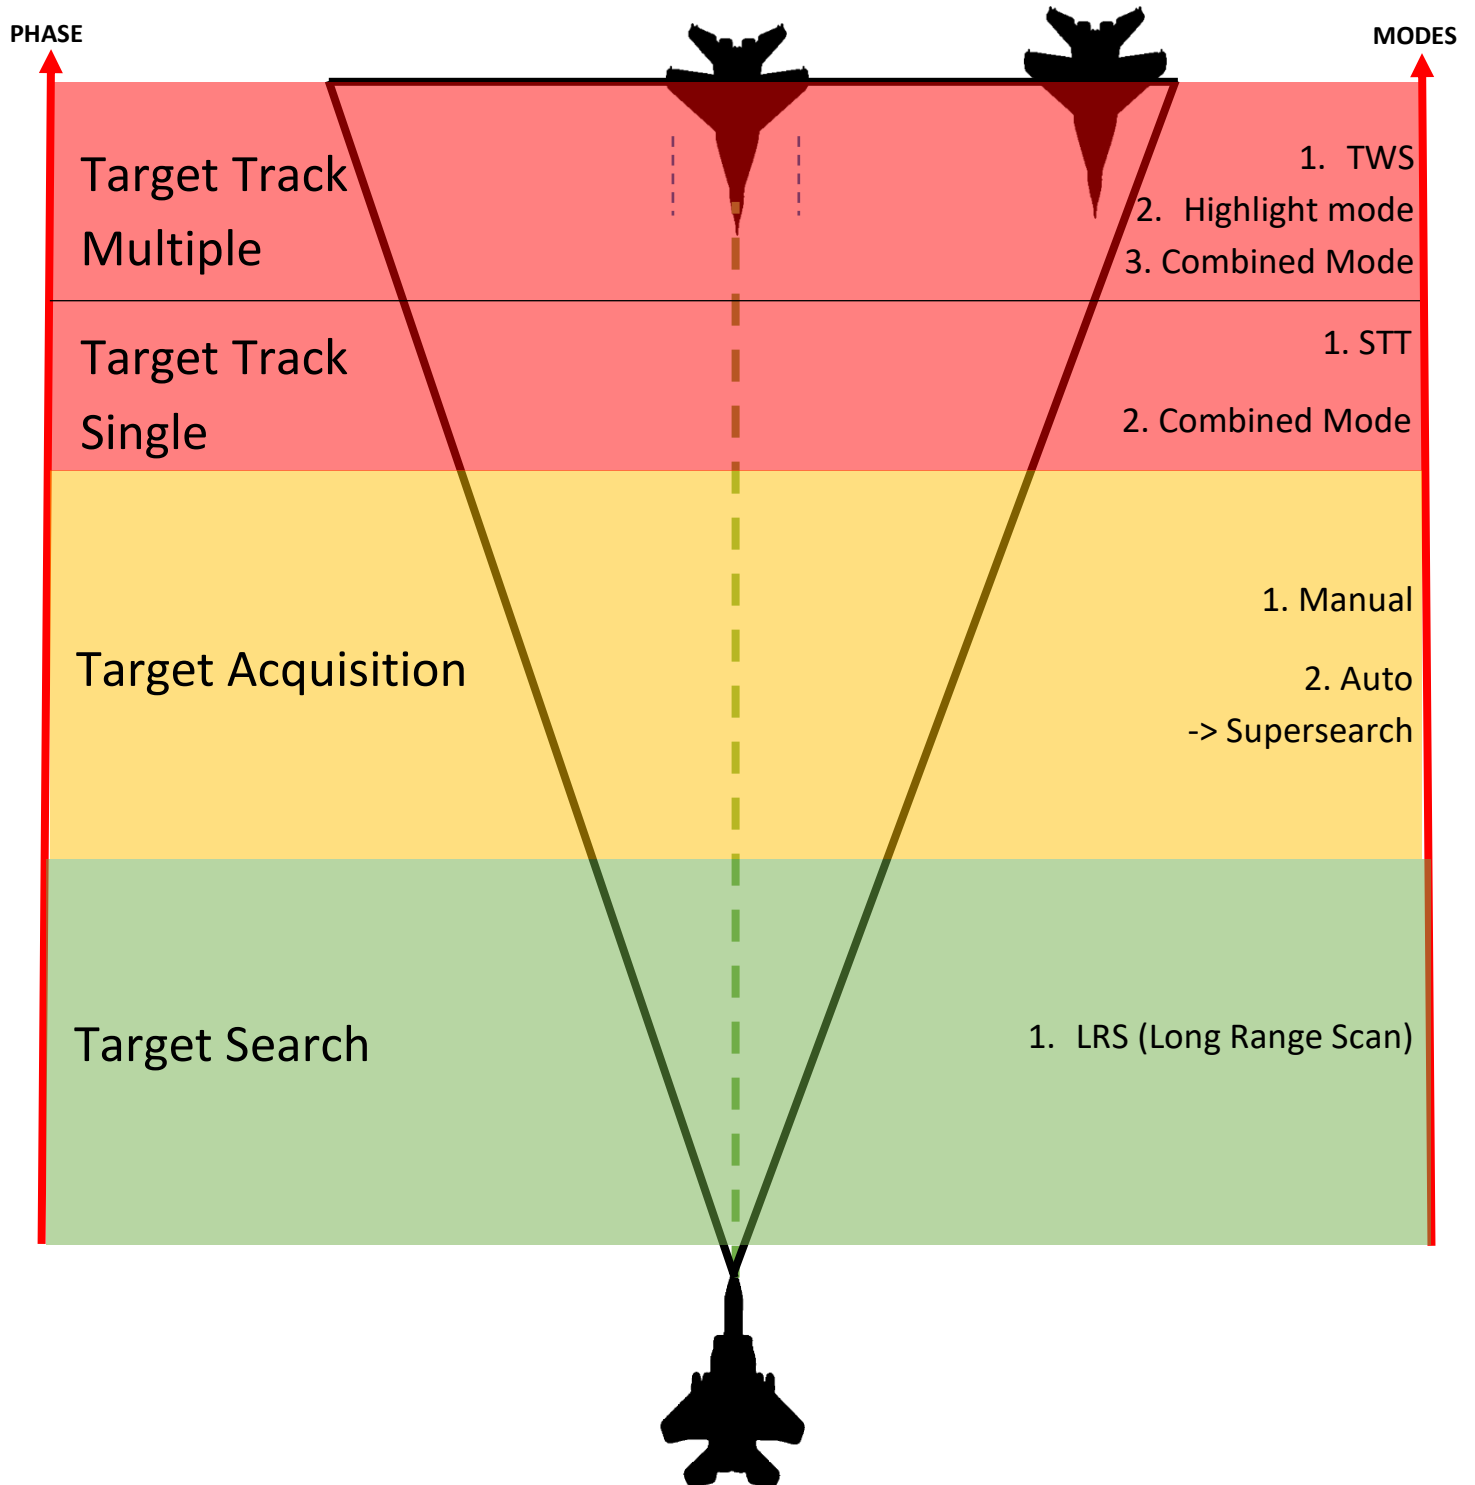 PHASE
MODES
Target Track
Multiple
1. TWS
2. Highlight mode
3. Combined Mode
Target Track
Single
1. STT
2. Combined Mode
Target Acquisition
1. Manual
2. Auto
-> Supersearch
Target Search
1. LRS (Long Range Scan)